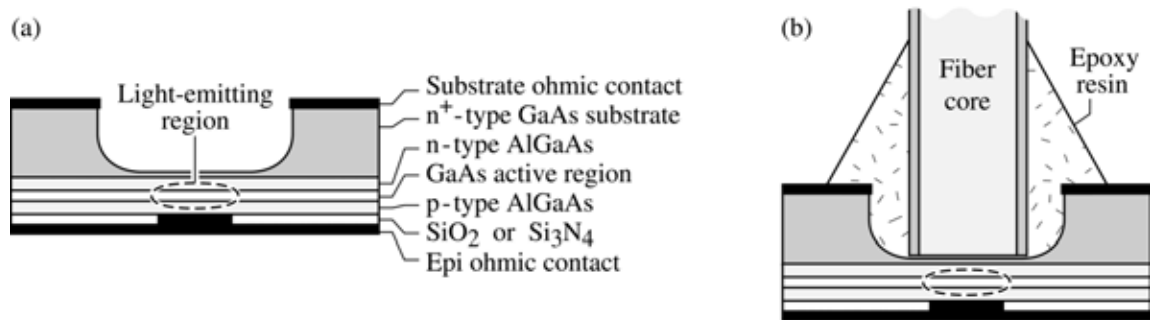 (a)
Light-emitting
region
Substrate ohmic contact
n⁺-type GaAs substrate
n-type AlGaAs
GaAs active region
p-type AlGaAs
SiO₂ or Si₃N₄
Epi ohmic contact
(b)
Fiber
core
Epoxy
resin